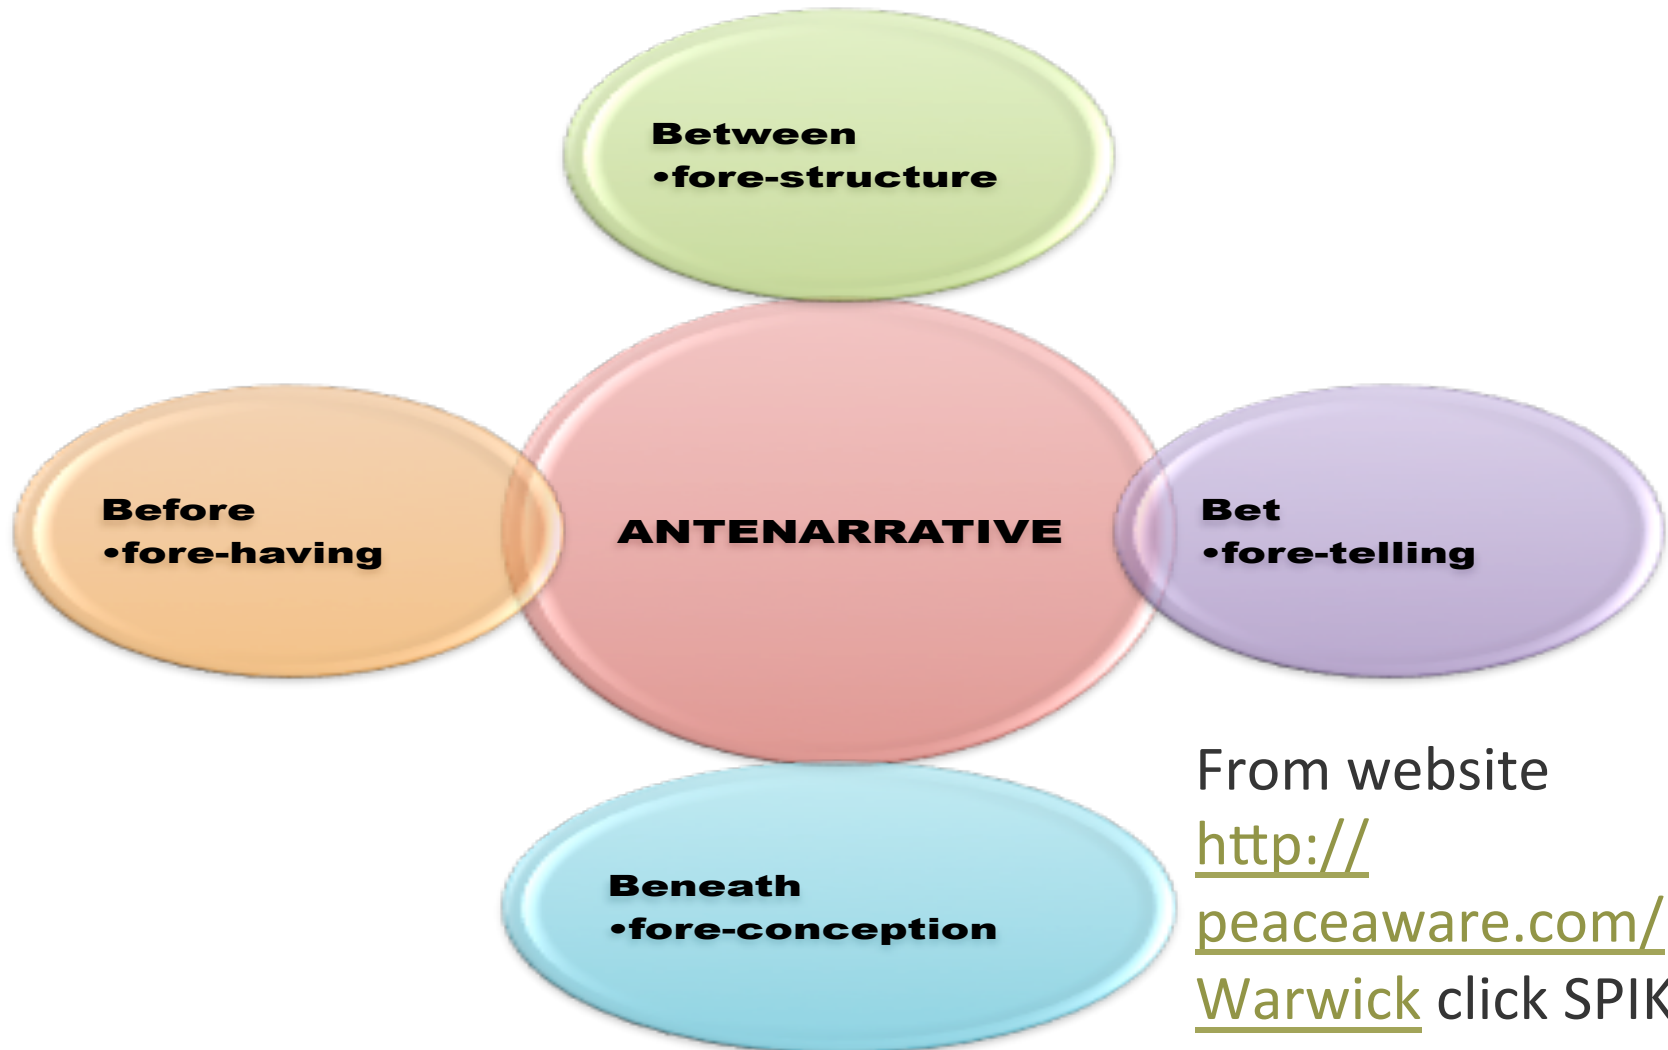 Between
•fore-structure
Before
•fore-having
ANTENARRATIVE
Bet
•fore-telling
Beneath
•fore-conception
From website
http://
peaceaware.com/
Warwick click SPIK